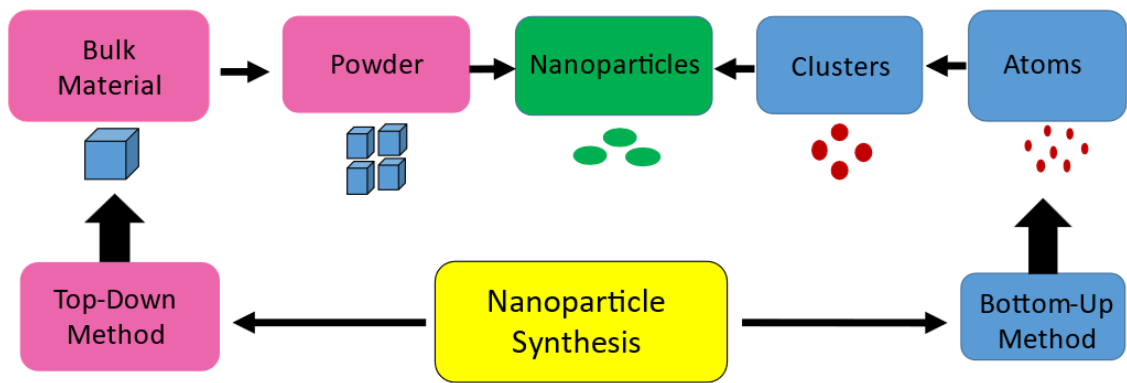 Bulk
Material
Powder
Nanoparticles
Clusters
Atoms
Top-Down
Method
Nanoparticle
Synthesis
Bottom-Up
Method